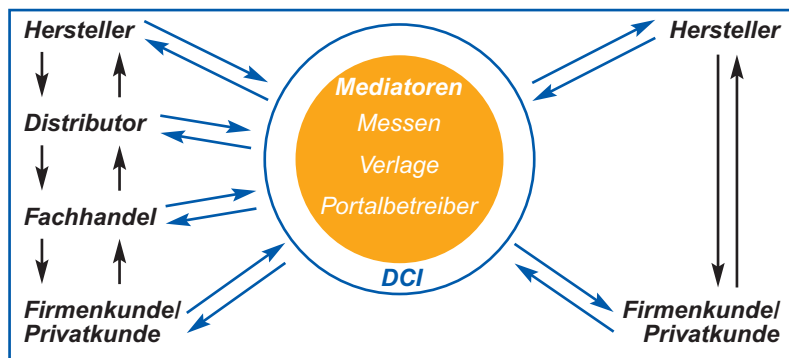 Hersteller
Distributor
Fachhandel
Firmenkunde/
Privatkunde
Mediatoren
Messen
Verlage
Portalbetreiber
DCI
Hersteller
Firmenkunde/
Privatkunde